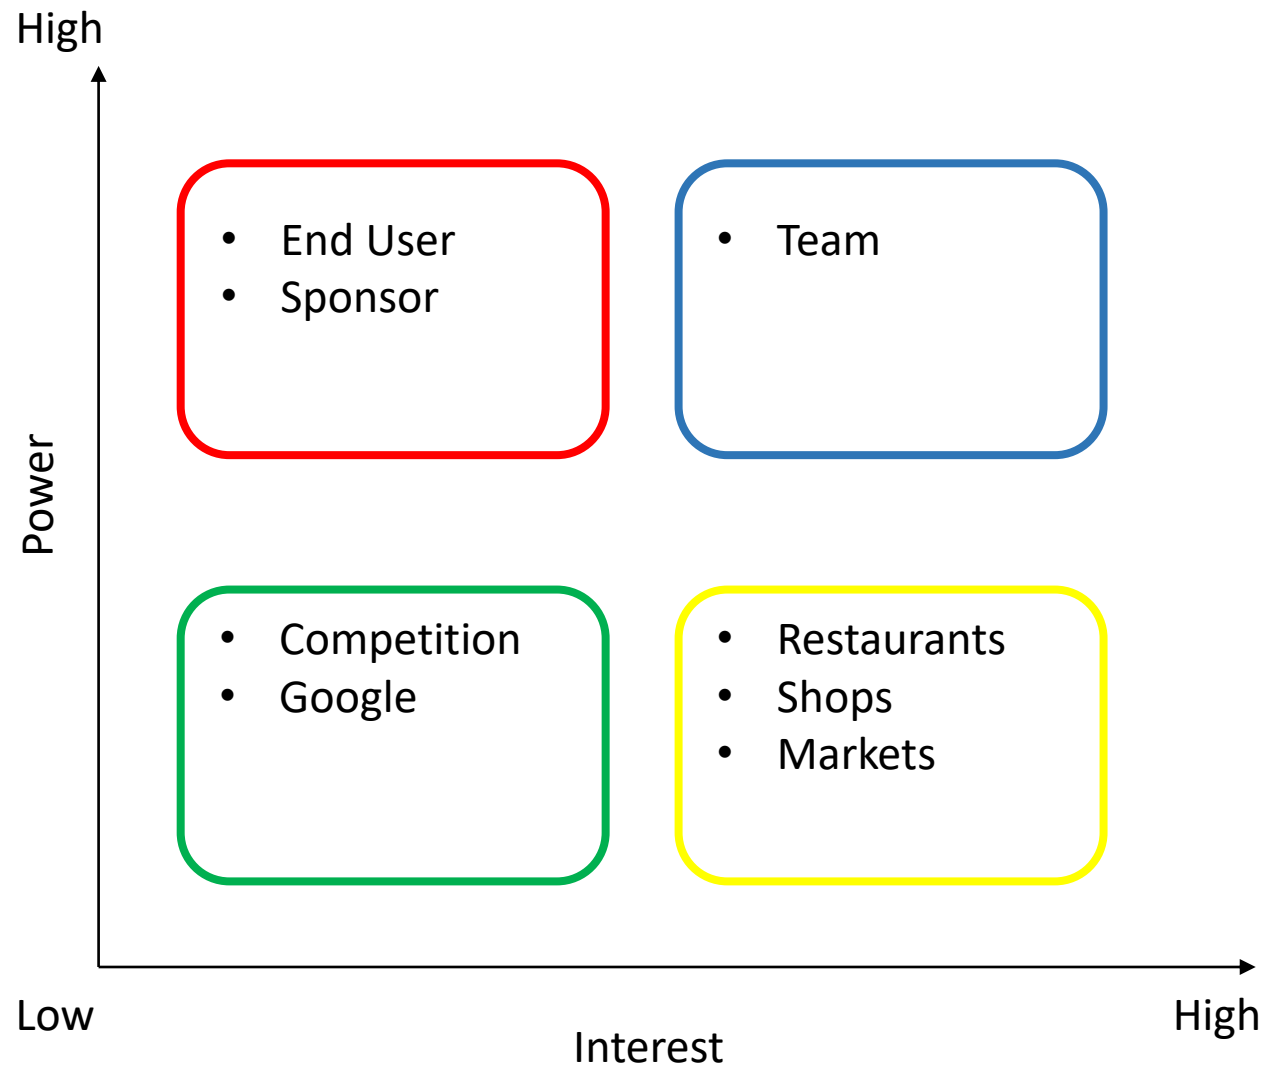 High
• End User
• Sponsor
• Team
Power
• Competition
• Google
• Restaurants
• Shops
• Markets
Low
High
Interest